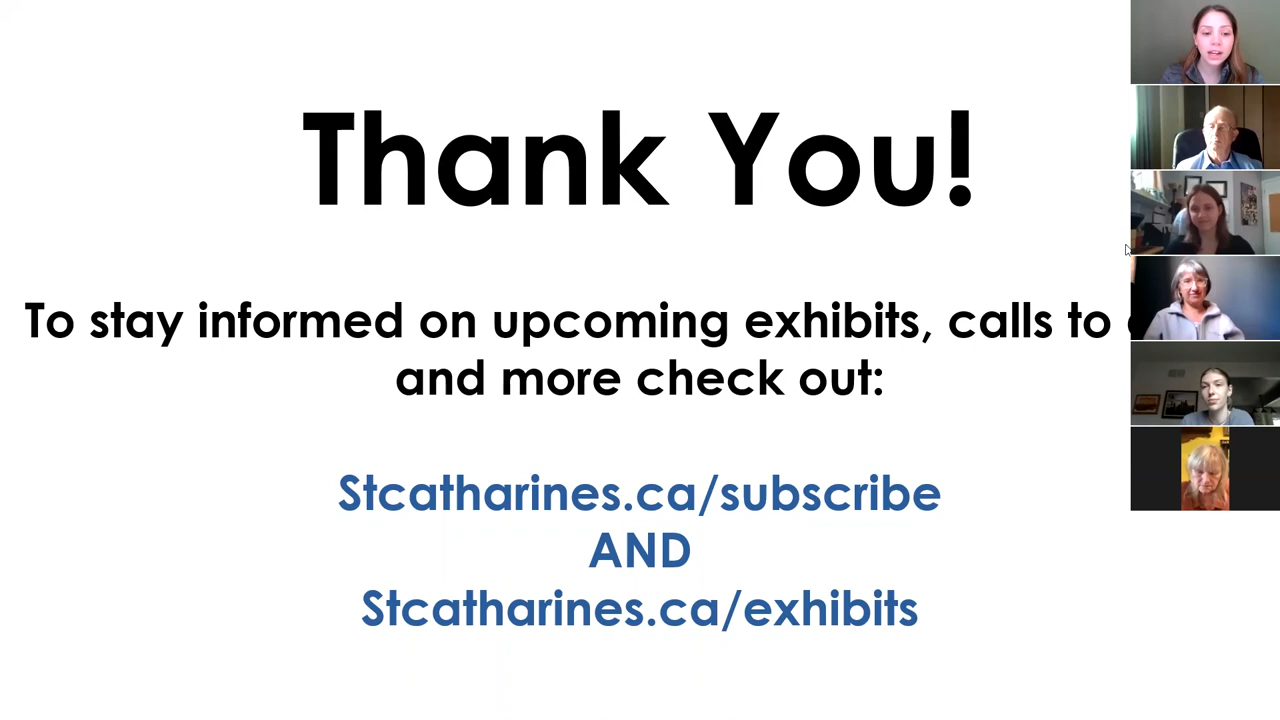 Thank You!
To stay informed on upcoming exhibits, calls to
and more check out:
Stcatharines.ca/subscribe
AND
Stcatharines.ca/exhibits